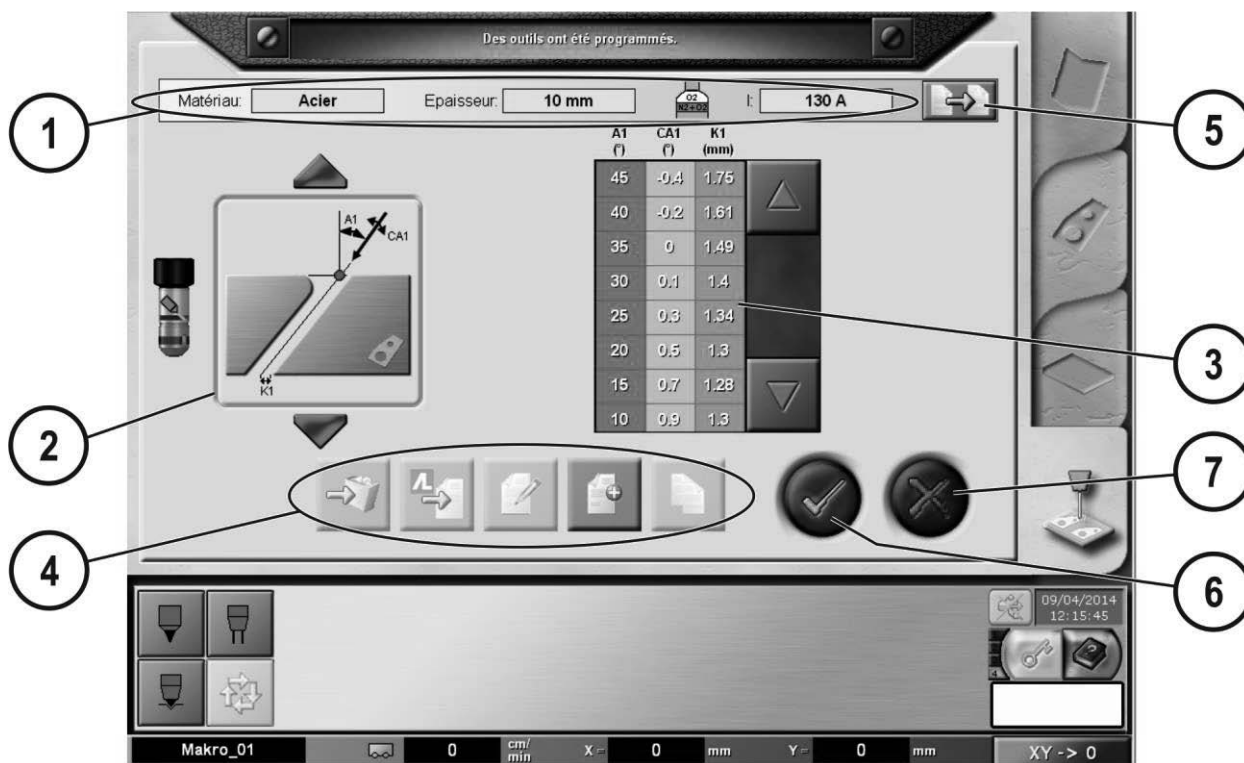 Des outils ont été programmés.
Matériau: Acier Epaisseur: 10 mm O2 N2+O2 I: 130 A
A1 (°) CA1 (°) K1 (mm)
45 -0.4 1.75
40 -0.2 1.61
35 0 1.49
30 0.1 1.4
25 0.3 1.34
20 0.5 1.3
15 0.7 1.28
10 0.9 1.3
A1
CA1
K1
1
2
3
4
5
6
7
09/04/2014
12:15:45
4
Makro_01 0 cm/min X = 0 mm Y = 0 mm XY -> 0